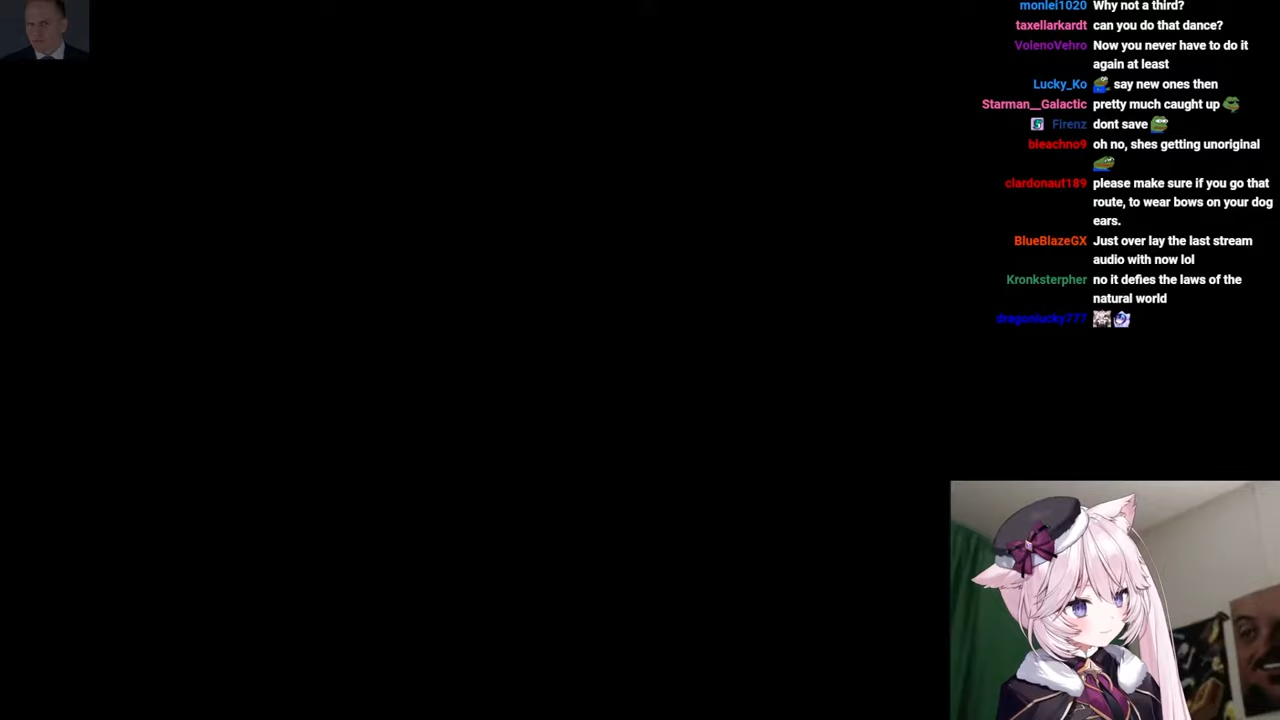 monlei1020 Why not a third?
taxellarkardt can you do that dance?
VolenoVehro Now you never have to do it
again at least
Lucky_Ko say new ones then
Starman__Galactic pretty much caught up
Firenz dont save
bleachno9 oh no, shes getting unoriginal
clardonaut189 please make sure if you go that
route, to wear bows on your dog
ears.
BlueBlazeGX Just over lay the last stream
audio with now lol
Kronksterpher no it defies the laws of the
natural world
dragonlucky777